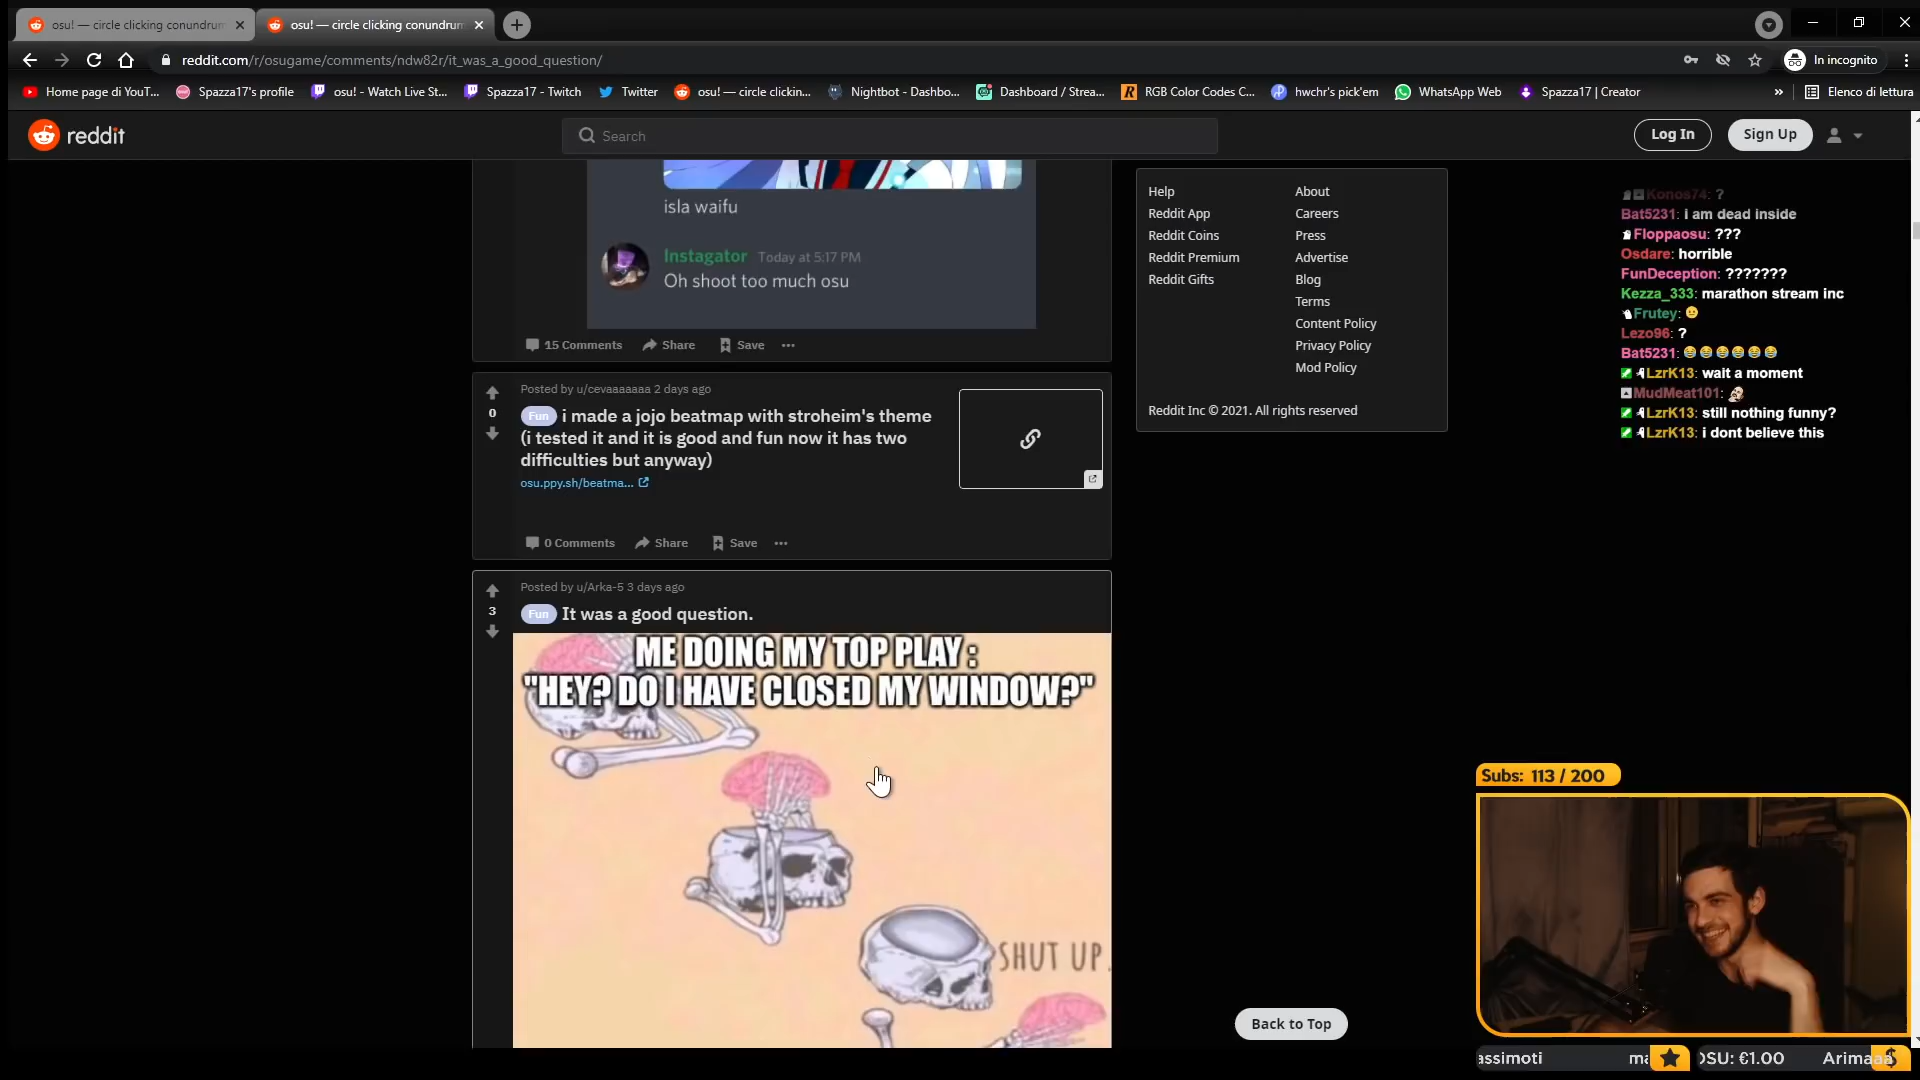 osu! — circle clicking conundrum
osu! — circle clicking conundrum
reddit.com/r/osugame/comments/ndw82r/it_was_a_good_question/
In incognito
Home page di YouT...
Spazza17's profile
osu! - Watch Live St...
Spazza17 - Twitch
Twitter
osu! — circle clickin...
Nightbot - Dashbo...
Dashboard / Strea...
RGB Color Codes C...
hwchr's pick'em
WhatsApp Web
Spazza17 | Creator
»
Elenco di lettura
reddit
Search
Log In
Sign Up
isla waifu
Instagator Today at 5:17 PM
Oh shoot too much osu
15 Comments
Share
Save
Posted by u/cevaaaaaaa 2 days ago
0
Fun i made a jojo beatmap with stroheim's theme
(i tested it and it is good and fun now it has two
difficulties but anyway)
osu.ppy.sh/beatma...
0 Comments
Share
Save
Posted by u/Arka-5 3 days ago
3
Fun It was a good question.
ME DOING MY TOP PLAY :
"HEY? DO I HAVE CLOSED MY WINDOW?"
SHUT UP.
Help
Reddit App
Reddit Coins
Reddit Premium
Reddit Gifts
About
Careers
Press
Advertise
Blog
Terms
Content Policy
Privacy Policy
Mod Policy
Reddit Inc © 2021. All rights reserved
Back to Top
Konos74: ?
Bat5231: i am dead inside
Floppaosu: ???
Osdare: horrible
FunDeception: ???????
Kezza_333: marathon stream inc
Frutey:
Lezo96: ?
Bat5231: 😂😂😂😂😂😂
LzrK13: wait a moment
MudMeat101:
LzrK13: still nothing funny?
LzrK13: i dont believe this
Subs: 113 / 200
assimoti
ma
OSU: €1.00
Arimaaa